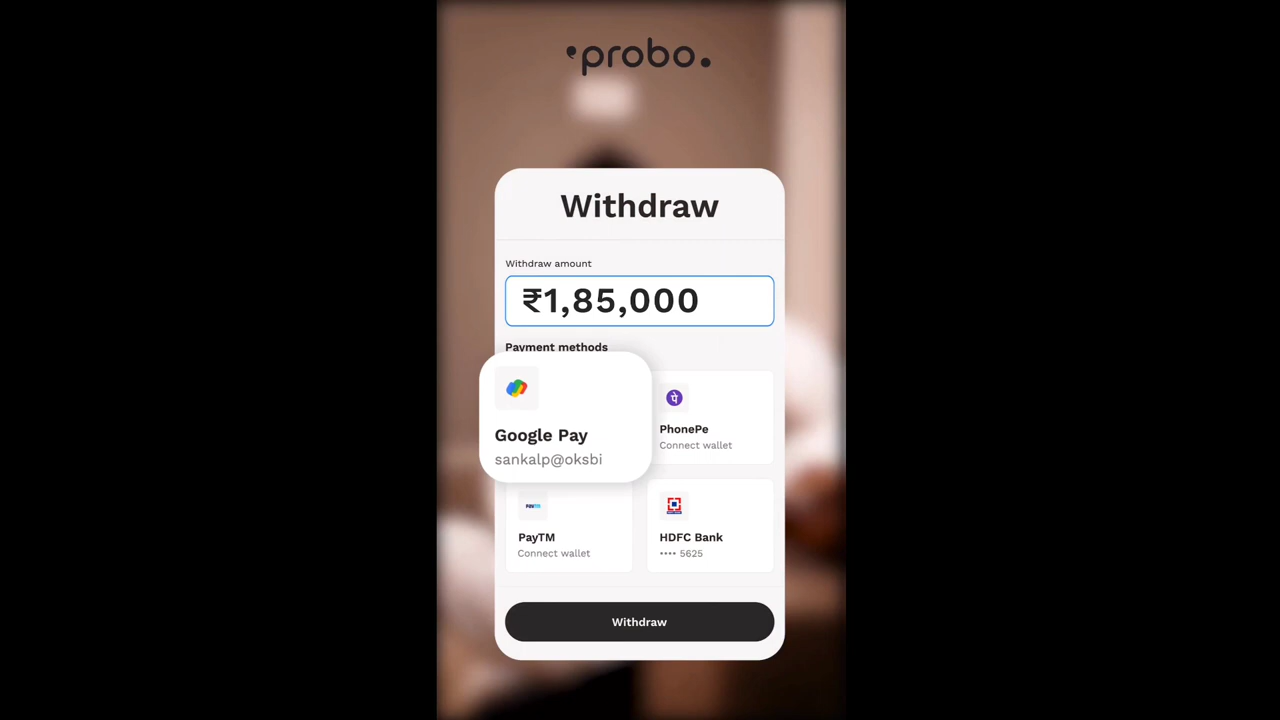 probo.
Withdraw
Withdraw amount
₹1,85,000
Payment methods
Google Pay
sankalp@oksbi
पे
PhonePe
Connect wallet
PayTM
PayTM
Connect wallet
HDFC Bank
•••• 5625
Withdraw